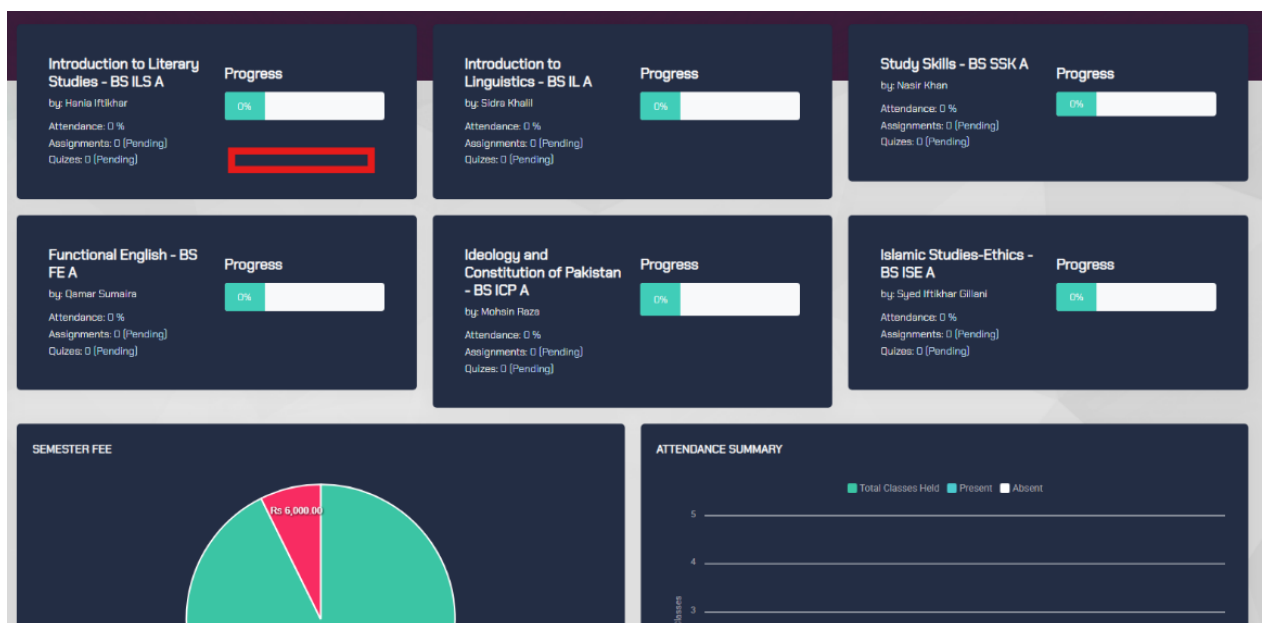 Introduction to Literary
Studies - BS ILS A
by: Hania Iftikhar
Attendance: 0 %
Assignments: 0 (Pending)
Quizes: 0 (Pending)
Progress
0%
Introduction to
Linguistics - BS IL A
by: Sidra Khalil
Attendance: 0 %
Assignments: 0 (Pending)
Quizes: 0 (Pending)
Progress
0%
Study Skills - BS SSK A
by: Nasir Khan
Attendance: 0 %
Assignments: 0 (Pending)
Quizes: 0 (Pending)
Progress
0%
Functional English - BS
FE A
by: Qamar Sumaira
Attendance: 0 %
Assignments: 0 (Pending)
Quizes: 0 (Pending)
Progress
0%
Ideology and
Constitution of Pakistan
- BS ICP A
by: Mohsin Raza
Attendance: 0 %
Assignments: 0 (Pending)
Quizes: 0 (Pending)
Progress
0%
Islamic Studies-Ethics -
BS ISE A
by: Syed Iftikhar Gillani
Attendance: 0 %
Assignments: 0 (Pending)
Quizes: 0 (Pending)
Progress
0%
SEMESTER FEE
Rs 6,000.00
ATTENDANCE SUMMARY
Total Classes Held Present Absent
5
4
3